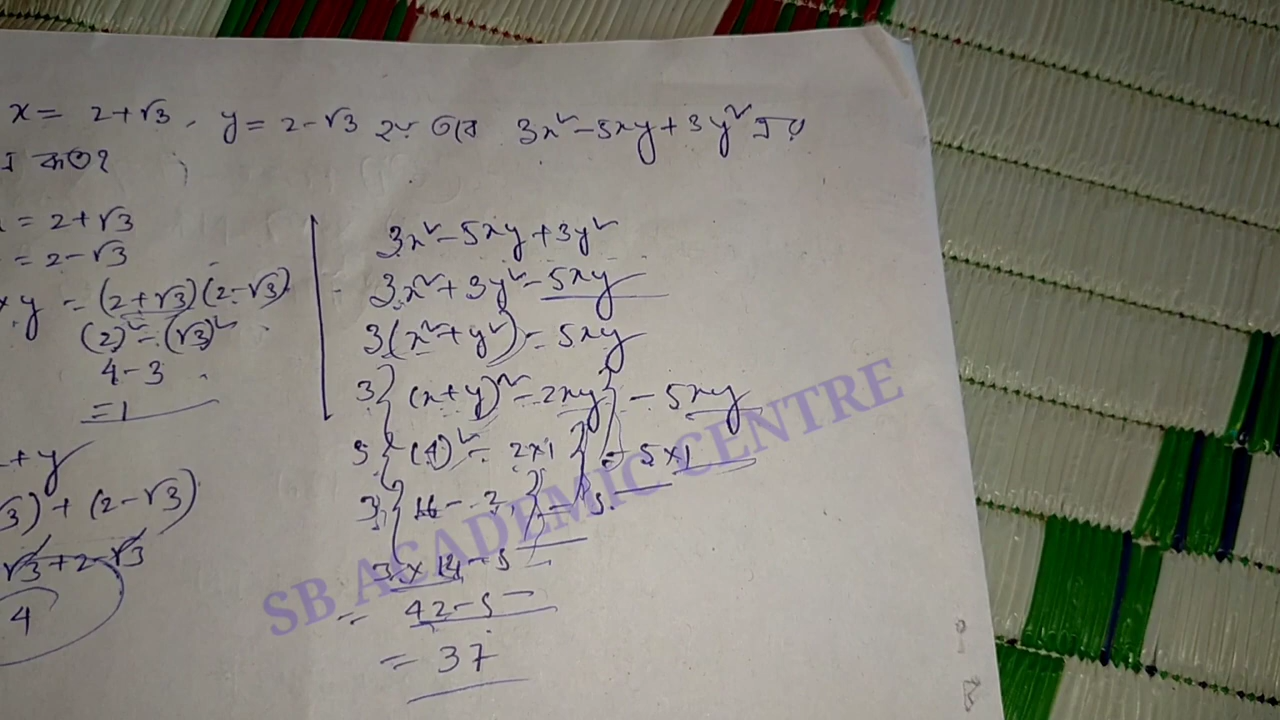 x = 2+√3, y = 2-√3 হয় তবে 3x² - 5xy + 3y²
কত?
= 2+√3
= 2-√3
y = (2+√3)(2-√3)
(2)² - (√3)²
4-3
=1
+y
√3) + (2-√3)
√3+2-√3
4
3x² - 5xy + 3y²
3x² + 3y² - 5xy
3(x²+y²) - 5xy
3{(x+y)² - 2xy} - 5xy
3{(4)² - 2×1} - 5×1
3{16-2} - 5
3×14-5
= 42-5
= 37
SB ACADEMIC CENTRE